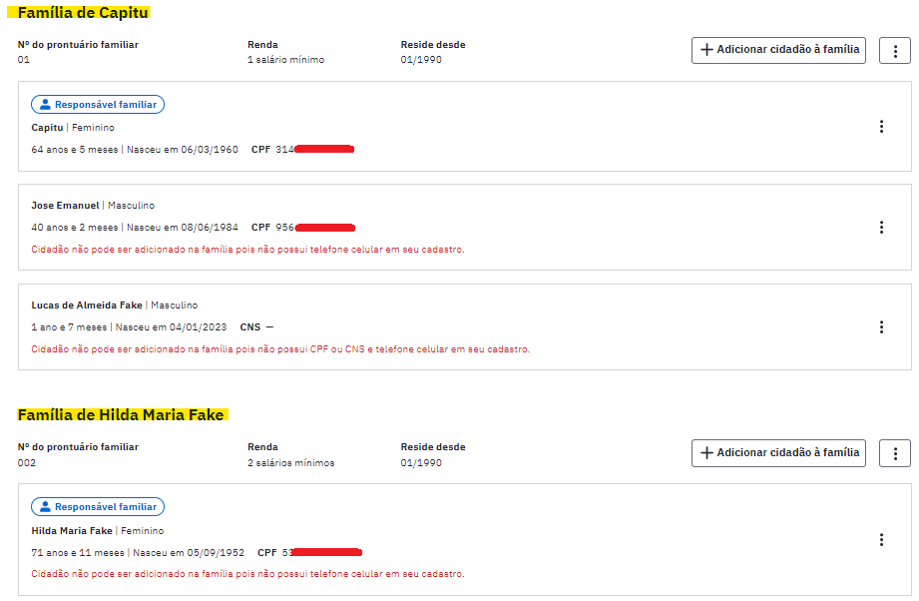 Família de Capitu
Nº do prontuário familiar Renda Reside desde
01 1 salário mínimo 01/1990
Adicionar cidadão à família
Responsável familiar
Capitu | Feminino
64 anos e 5 meses | Nasceu em 06/03/1960 CPF 314
Jose Emanuel | Masculino
40 anos e 2 meses | Nasceu em 08/06/1984 CPF 956
Cidadão não pode ser adicionado na família pois não possui telefone celular em seu cadastro.
Lucas de Almeida Fake | Masculino
1 ano e 7 meses | Nasceu em 04/01/2023 CNS —
Cidadão não pode ser adicionado na família pois não possui CPF ou CNS e telefone celular em seu cadastro.
Família de Hilda Maria Fake
Nº do prontuário familiar Renda Reside desde
002 2 salários mínimos 01/1990
Adicionar cidadão à família
Responsável familiar
Hilda Maria Fake | Feminino
71 anos e 11 meses | Nasceu em 05/09/1952 CPF 53
Cidadão não pode ser adicionado na família pois não possui telefone celular em seu cadastro.